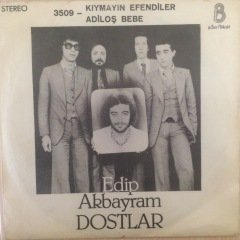 STEREO
3509 – KIYMAYIN EFENDİLER
ADİLOŞ BEBE
Edip
Akbayram
DOSTLAR